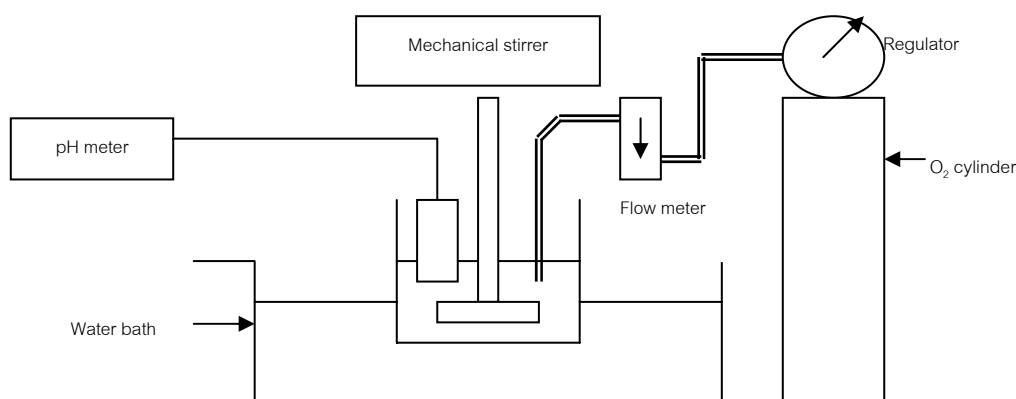 Mechanical stirrer
Regulator
pH meter
O₂ cylinder
Flow meter
Water bath